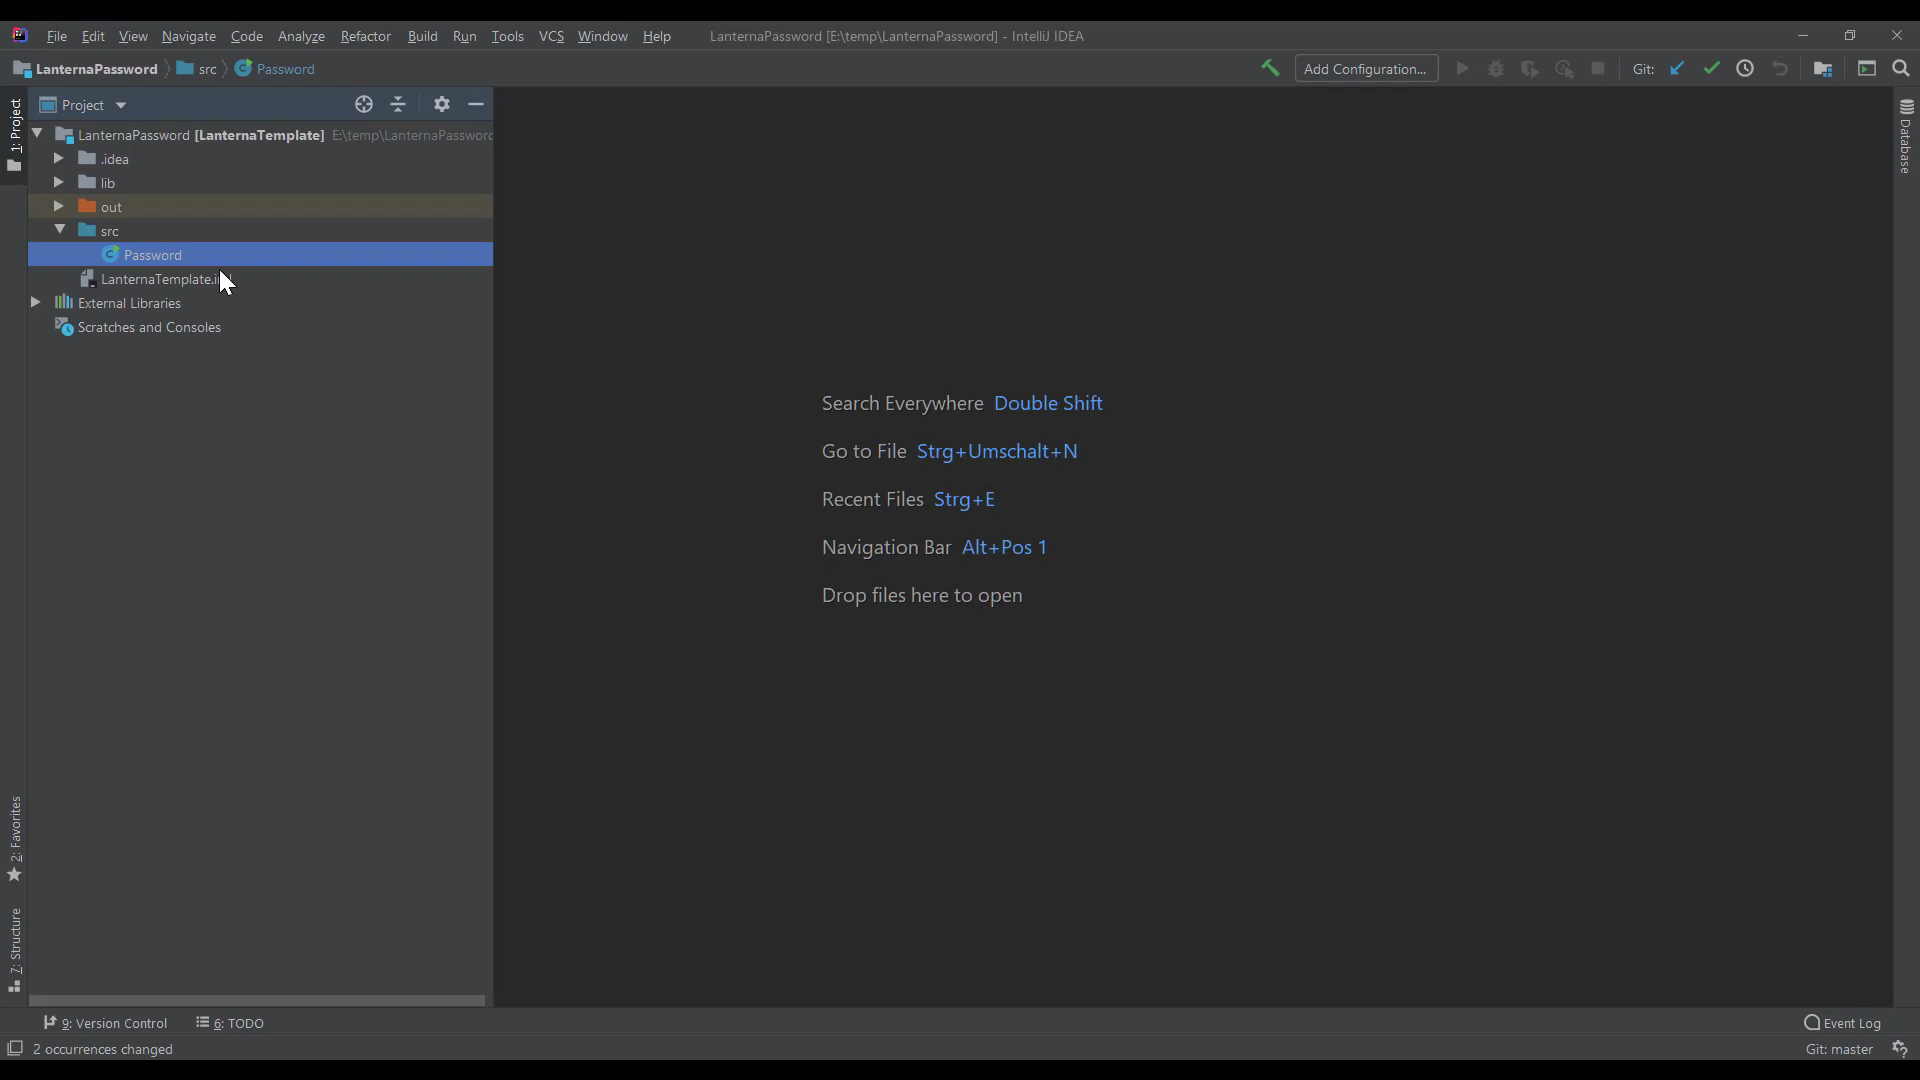 File Edit View Navigate Code Analyze Refactor Build Run Tools VCS Window Help LanternaPassword [E:\temp\LanternaPassword] - IntelliJ IDEA
LanternaPassword src Password Add Configuration... Git:
Project
1: Project
LanternaPassword [LanternaTemplate] E:\temp\LanternaPassword
.idea
lib
out
src
Password
LanternaTemplate.
External Libraries
Scratches and Consoles
Database
Search Everywhere Double Shift
Go to File Strg+Umschalt+N
Recent Files Strg+E
Navigation Bar Alt+Pos 1
Drop files here to open
2: Favorites
7: Structure
9: Version Control 6: TODO Event Log
2 occurrences changed Git: master